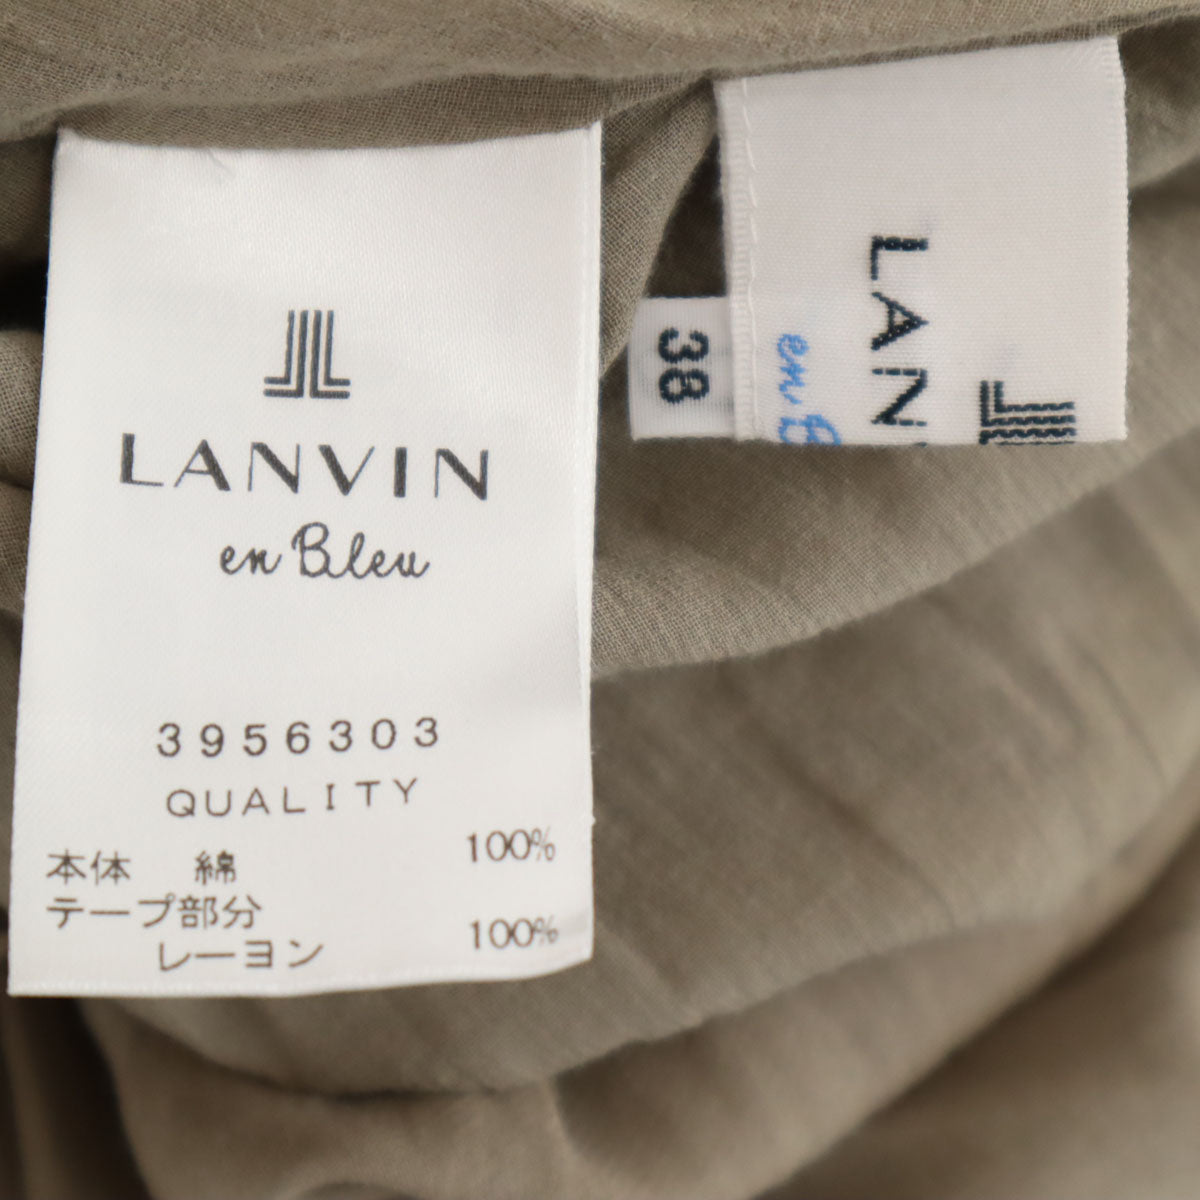 LANVIN
en Bleu
3956303
QUALITY
本体 綿 100%
テープ部分
レーヨン 100%
38
LAN
en B